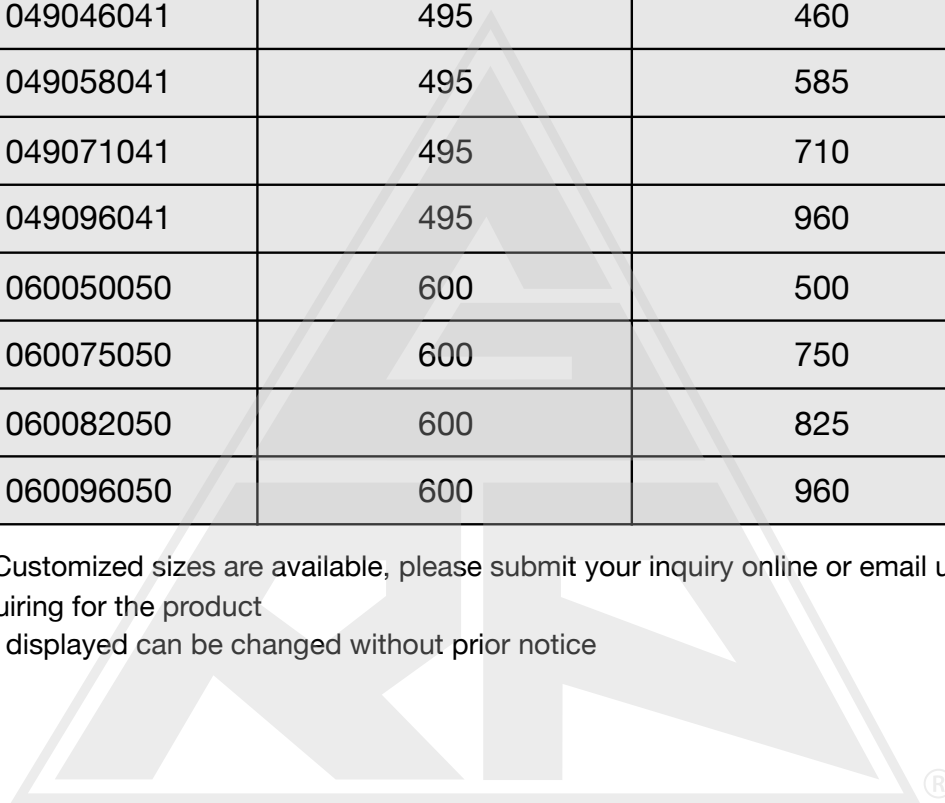 049046041 495 460
049058041 495 585
049071041 495 710
049096041 495 960
060050050 600 500
060075050 600 750
060082050 600 825
060096050 600 960
Customized sizes are available, please submit your inquiry online or email
for the product
displayed can be changed without prior notice
®